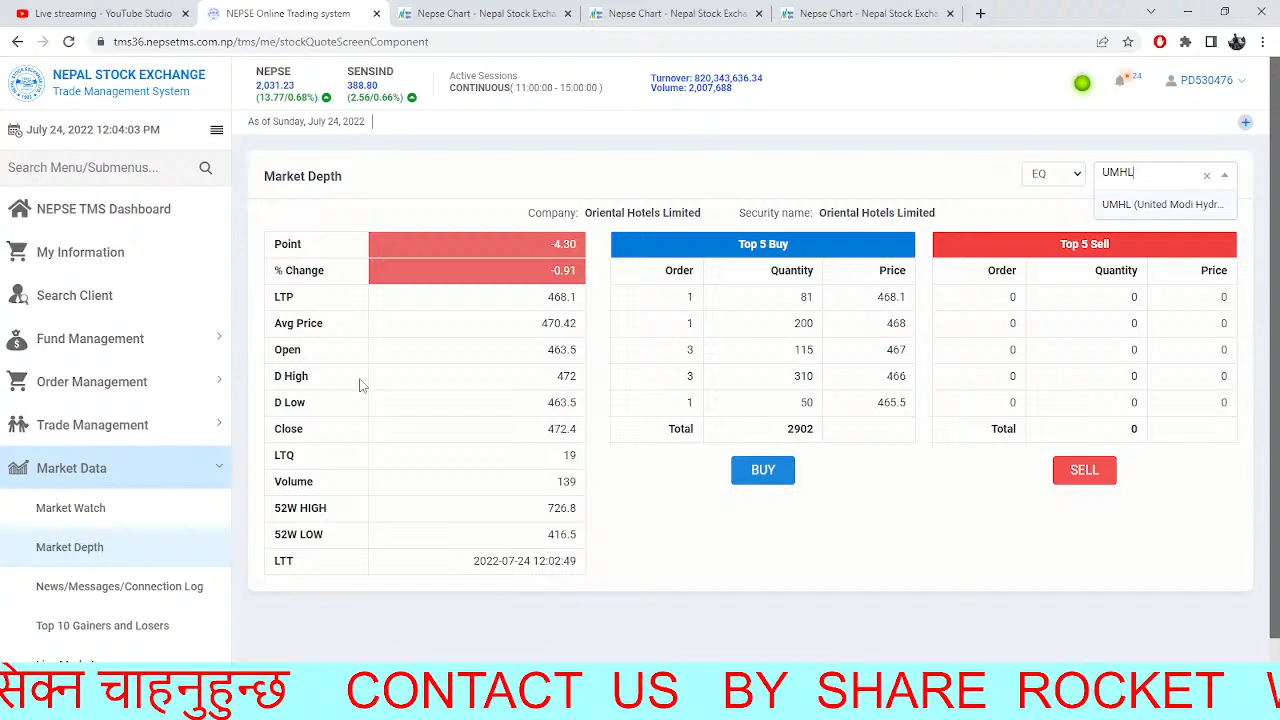 Live streaming - YouTube Studio
NEPSE Online Trading system
Nepse Chart - Nepal Stock Excha
Nepse Chart - Nepal Stock Excha
Nepse Chart - Nepal Stock Excha
tms36.nepsetms.com.np/tms/me/stockQuoteScreenComponent
NEPAL STOCK EXCHANGE
Trade Management System
NEPSE
2,031.23
(13.77/0.68%)
SENSIND
388.80
(2.56/0.66%)
Active Sessions
CONTINUOUS( 11:00:00 - 15:00:00 )
Turnover: 820,343,636.34
Volume: 2,007,688
24
PD530476
July 24, 2022 12:04:03 PM
As of Sunday, July 24, 2022
Search Menu/Submenus...
NEPSE TMS Dashboard
My Information
Search Client
Fund Management
Order Management
Trade Management
Market Data
Market Watch
Market Depth
News/Messages/Connection Log
Top 10 Gainers and Losers
Market Depth
EQ
UMHL
UMHL (United Modi Hydr...
Company: Oriental Hotels Limited Security name: Oriental Hotels Limited
Point -4.30
% Change -0.91
LTP 468.1
Avg Price 470.42
Open 463.5
D High 472
D Low 463.5
Close 472.4
LTQ 19
Volume 139
52W HIGH 726.8
52W LOW 416.5
LTT 2022-07-24 12:02:49
Top 5 Buy
Order Quantity Price
1 81 468.1
1 200 468
3 115 467
3 310 466
1 50 465.5
Total 2902
BUY
Top 5 Sell
Order Quantity Price
0 0 0
0 0 0
0 0 0
0 0 0
0 0 0
Total 0
SELL
सिक्न चाहनुहुन्छ CONTACT US BY SHARE ROCKET